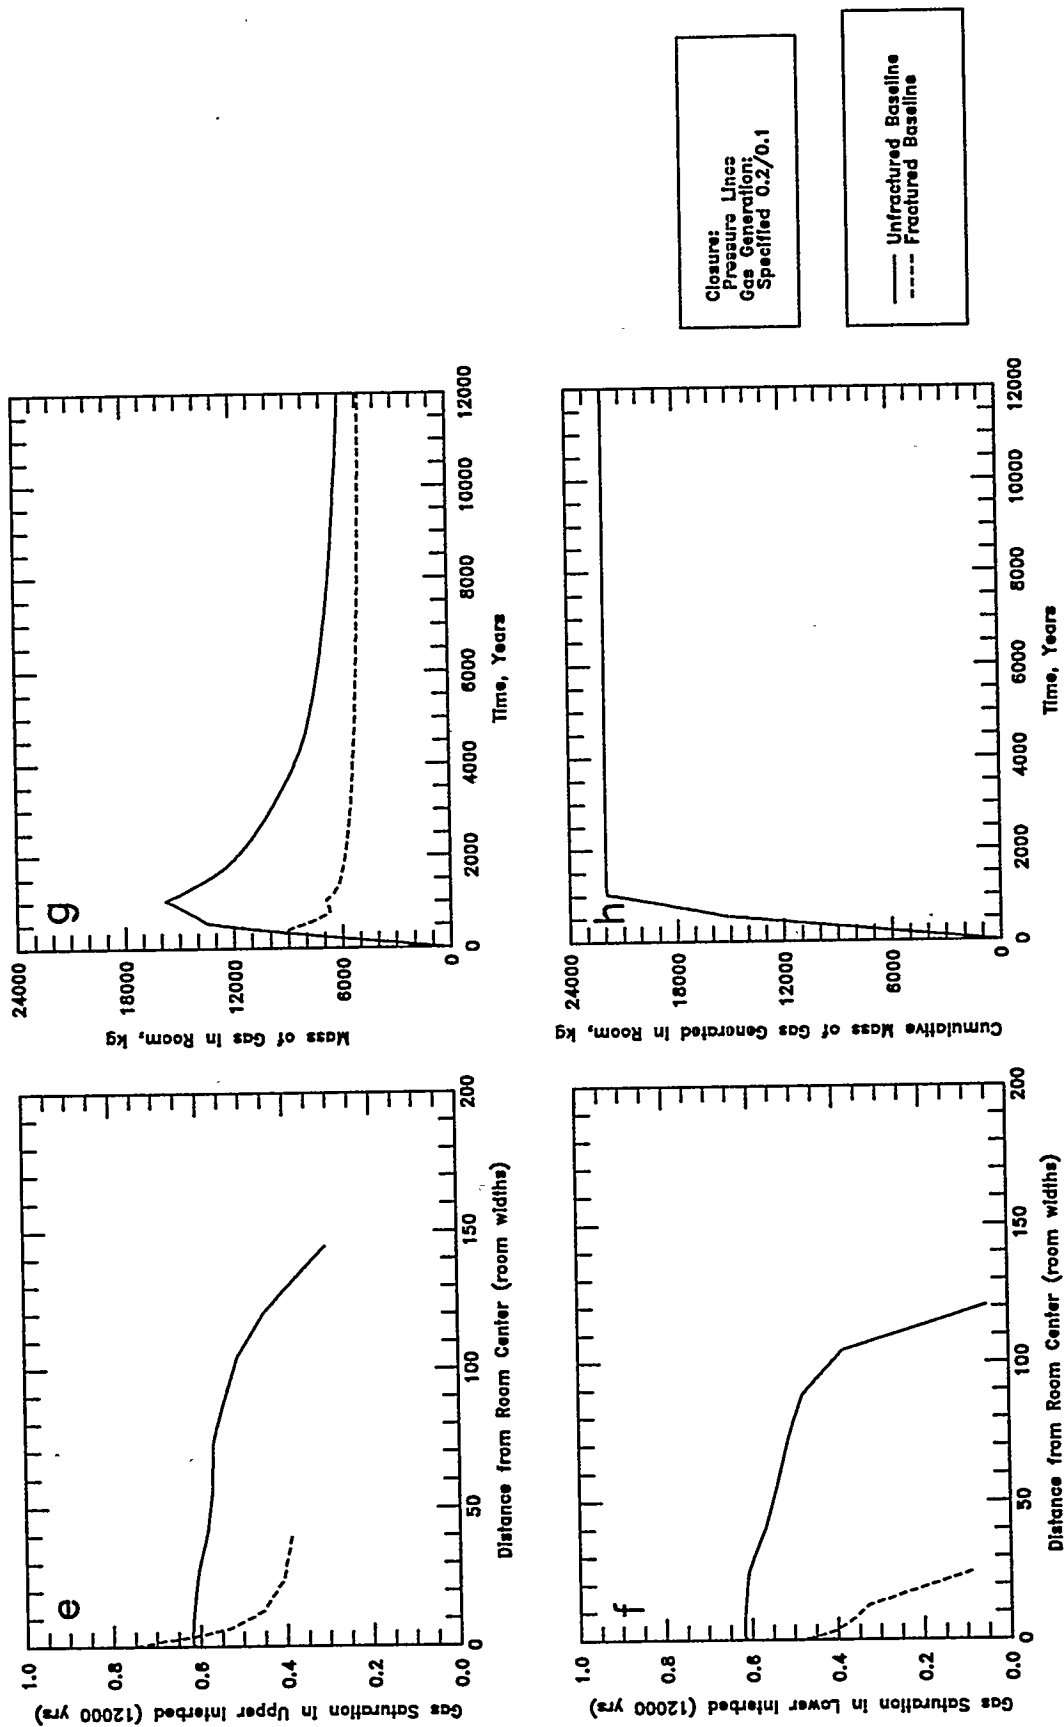 e
1.0
0.8
0.6
0.4
0.2
0.0
Gas Saturation in Upper Interbed (12000 yrs)
0
50
100
150
200
Distance from Room Center (room widths)
g
24000
18000
12000
6000
0
Mass of Gas in Room, kg
0
2000
4000
6000
8000
10000
12000
Time, Years
f
1.0
0.8
0.6
0.4
0.2
0.0
Gas Saturation in Lower Interbed (12000 yrs)
0
50
100
150
200
Distance from Room Center (room widths)
h
24000
18000
12000
6000
0
Cumulative Mass of Gas Generated in Room, kg
0
2000
4000
6000
8000
10000
12000
Time, Years
Closure:
Pressure Lines
Gas Generation:
Specified 0.2/0.1
Unfractured Baseline
Fractured Baseline